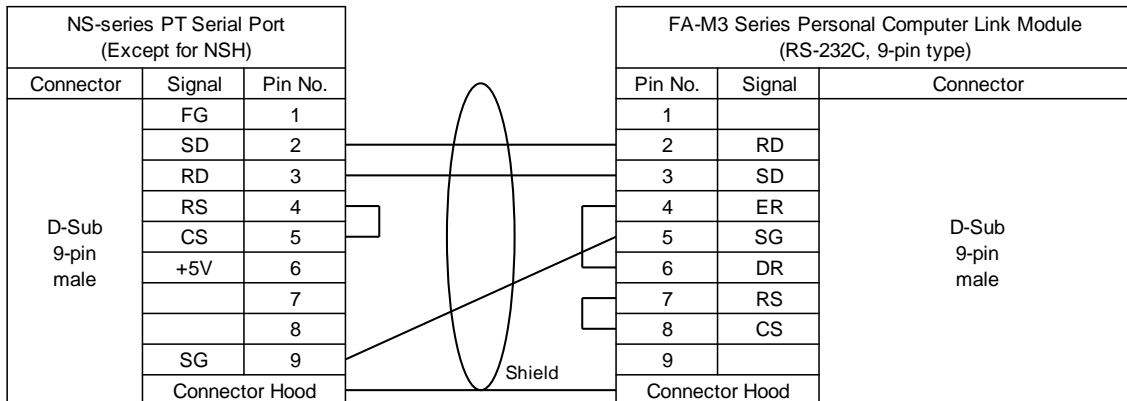 NS-series PT Serial Port
(Except for NSH)
FA-M3 Series Personal Computer Link Module
(RS-232C, 9-pin type)
Connector Signal Pin No. Pin No. Signal Connector
FG 1 1
SD 2 2 RD
RD 3 3 SD
RS 4 4 ER
D-Sub
9-pin
male
CS 5 5 SG
D-Sub
9-pin
male
+5V 6 6 DR
7 7 RS
8 8 CS
SG 9 9
Shield
Connector Hood Connector Hood